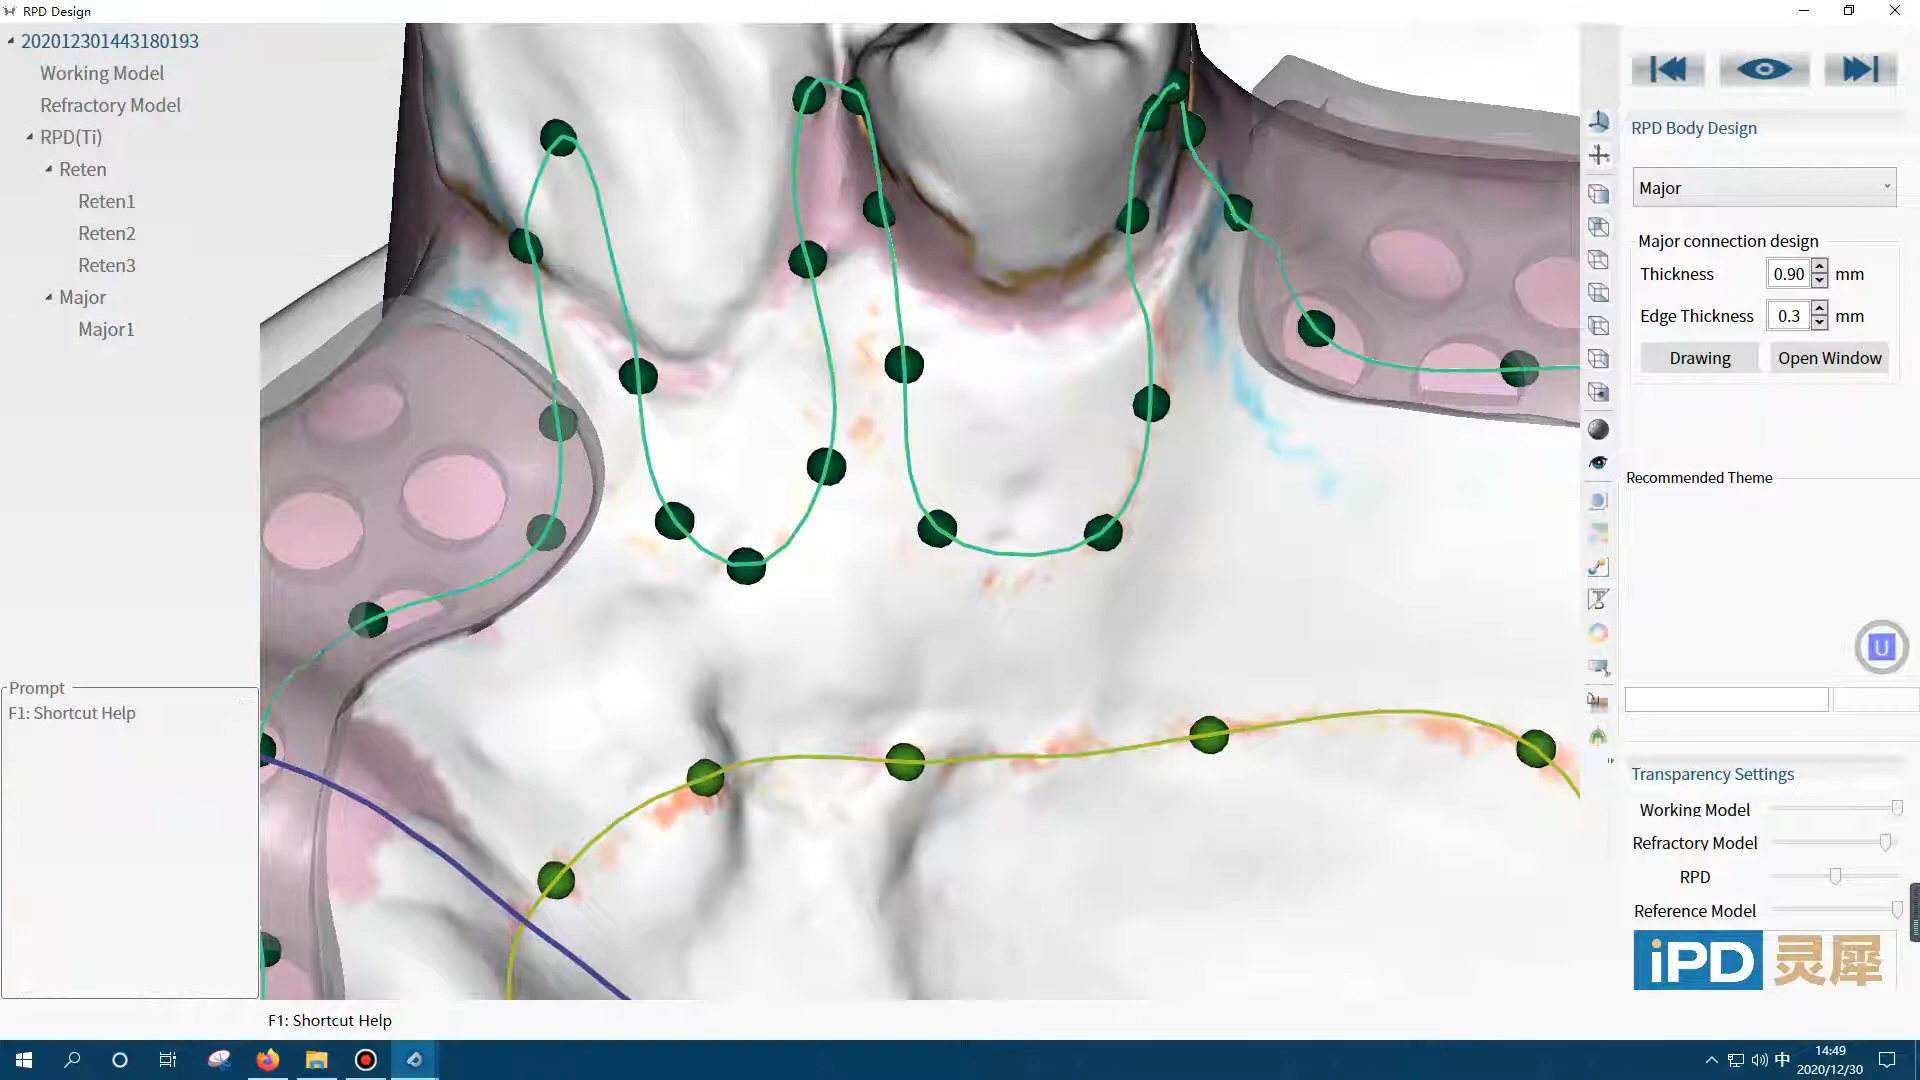 RPD Design
202012301443180193
Working Model
Refractory Model
RPD(Ti)
Reten
Reten1
Reten2
Reten3
Major
Major1
Prompt
F1: Shortcut Help
F1: Shortcut Help
RPD Body Design
Major
Major connection design
Thickness 0.90 mm
Edge Thickness 0.3 mm
Drawing Open Window
Recommended Theme
U
Transparency Settings
Working Model
Refractory Model
RPD
Reference Model
iPD 灵犀
中
14:49
2020/12/30